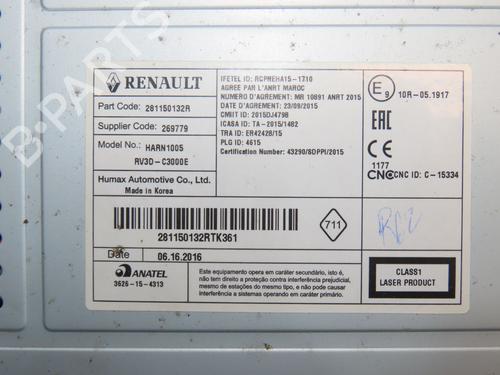 RENAULT
Part Code: 281150132R
Supplier Code: 269779
Model No: HARN1005
RV3D-C3000E
Humax Automotive Co., Ltd.
Made in Korea
IFETEL ID: RCPHEHA15-1710
AGREE PAR L'ANRT MAROC
NUMERO D'AGREMENT: MR 10891 ANRT 2015
DATE D'AGREMENT: 23/09/2015
CMIIT ID: 2015DJ4798
ICASA ID: TA-2015/1482
TRA ID: ER42428/15
PLG ID: 4615
Certification Number: 43290/SDPPI/2015
E9 10R-05.1917
EAC
CE
1177
CNC CNC ID: C-15334
281150132RTK361
Date 06.16.2016
711
RC2
ANATEL
3626-15-4313
Este equipamento opera em caráter secundário, isto é,
não tem direito a proteção contra interferência prejudicial,
mesmo de estações do mesmo tipo, e não pode causar
interferência a sistemas operando em caráter primário.
CLASS1
LASER PRODUCT
B-PARTS